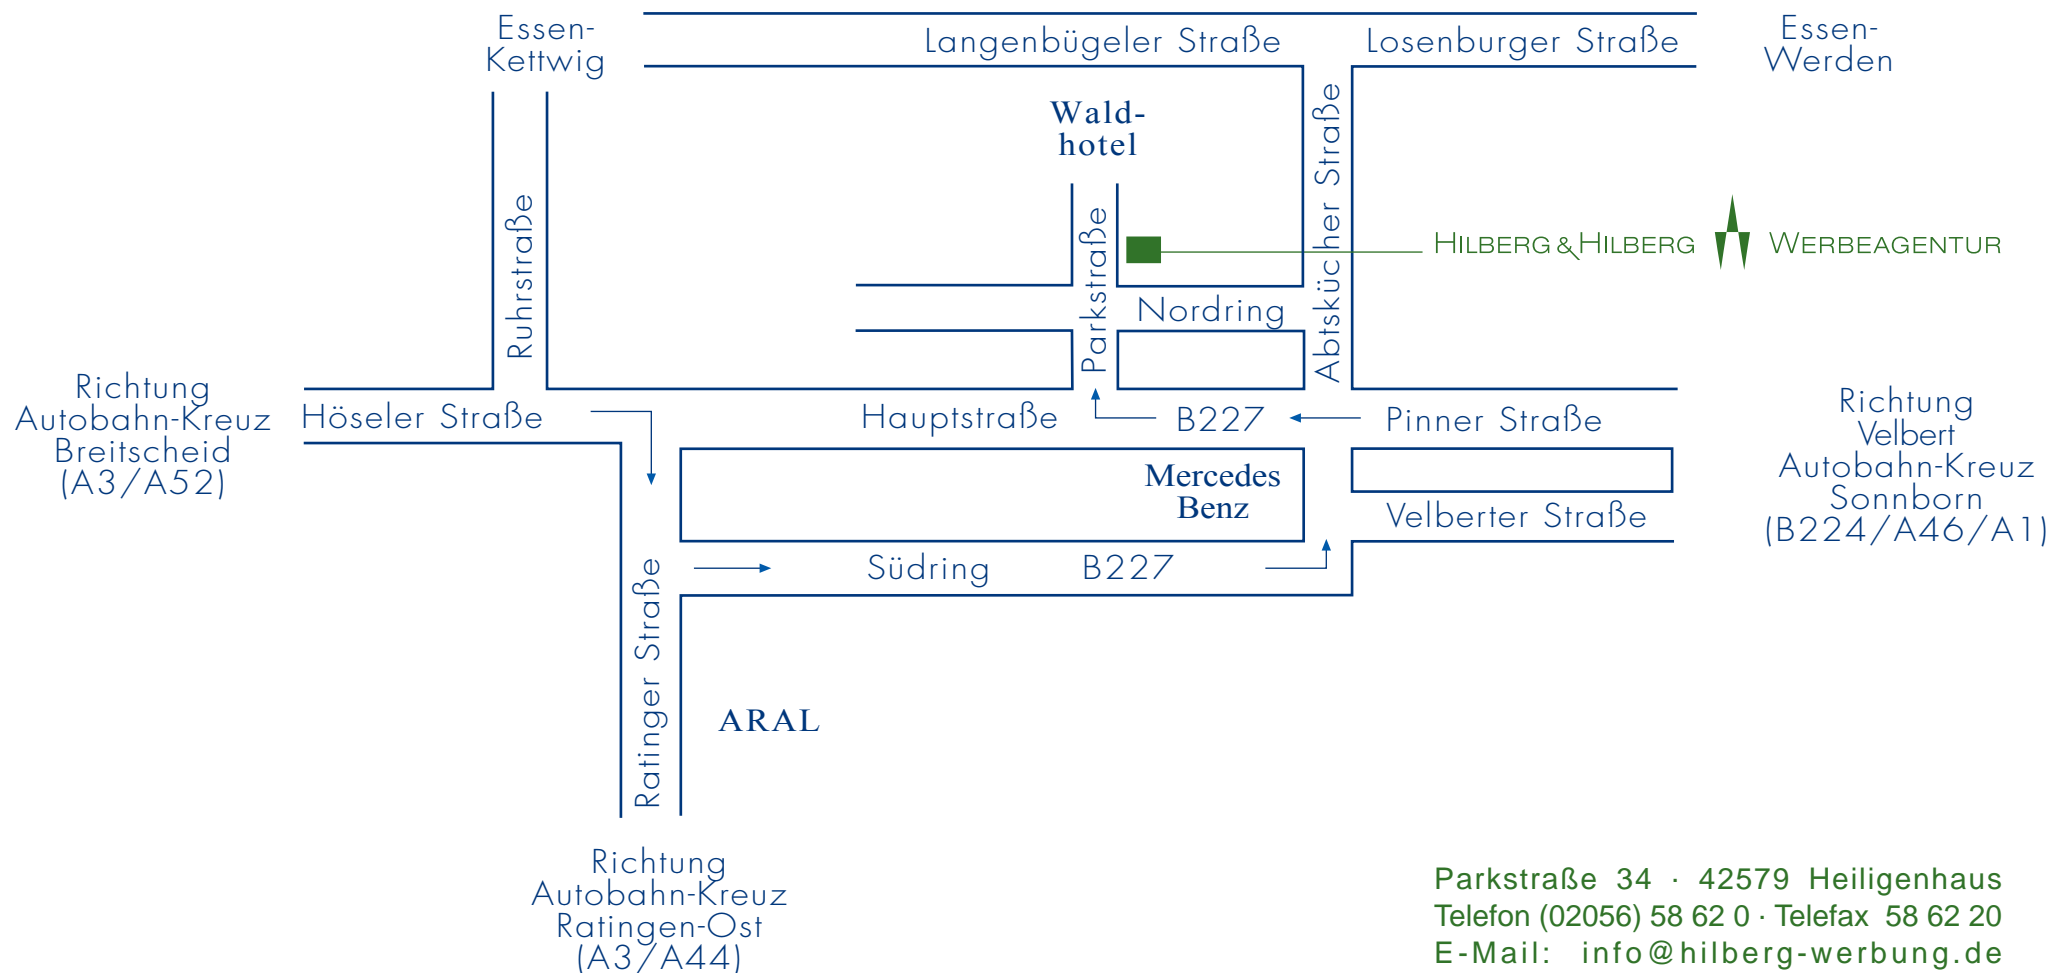 Essen-
Kettwig
Langenbügeler Straße
Losenburger Straße
Essen-
Werden
Wald-
hotel
Abtskücher Straße
Ruhrstraße
Parkstraße
HILBERG & HILBERG WERBEAGENTUR
Nordring
Richtung
Autobahn-Kreuz
Breitscheid
(A3/A52)
Höseler Straße
Hauptstraße
B227
Pinner Straße
Richtung
Velbert
Autobahn-Kreuz
Sonnborn
(B224/A46/A1)
Mercedes
Benz
Velberter Straße
Südring
B227
Ratinger Straße
ARAL
Richtung
Autobahn-Kreuz
Ratingen-Ost
(A3/A44)
Parkstraße 34 · 42579 Heiligenhaus
Telefon (02056) 58 62 0 · Telefax 58 62 20
E-Mail: info@hilberg-werbung.de